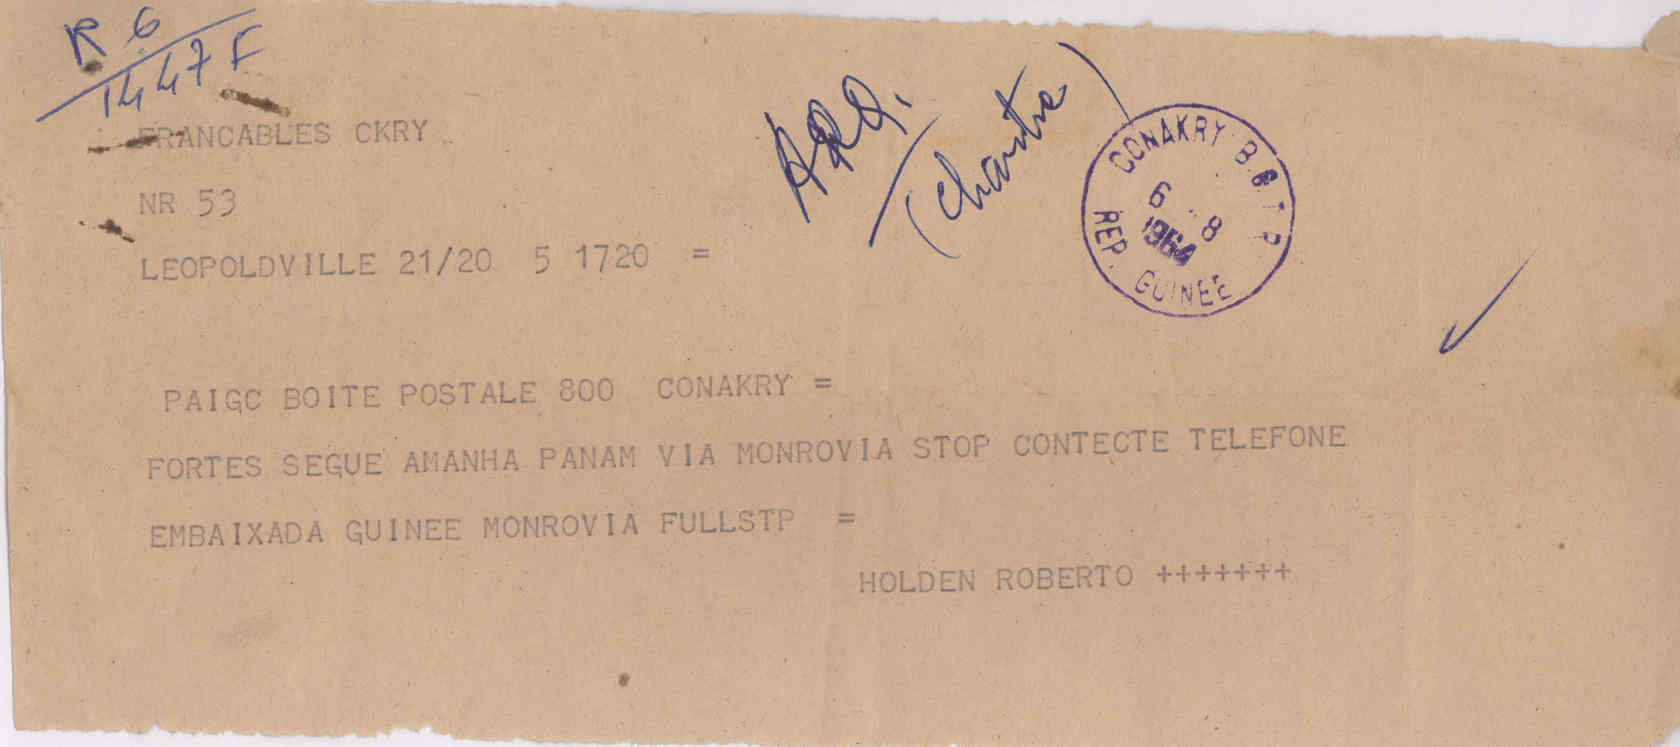 R 6
1447 F
FRANCABLES CKRY
NR 53
LEOPOLDVILLE 21/20 5 1720 =
CONAKRY B.C.T.P
6 8
1964
REP. GUINEE
PAIGC BOITE POSTALE 800 CONAKRY =
FORTES SEGUE AMANHA PANAM VIA MONROVIA STOP CONTECTE TELEFONE
EMBAIXADA GUINEE MONROVIA FULLSTP =
HOLDEN ROBERTO +++++++